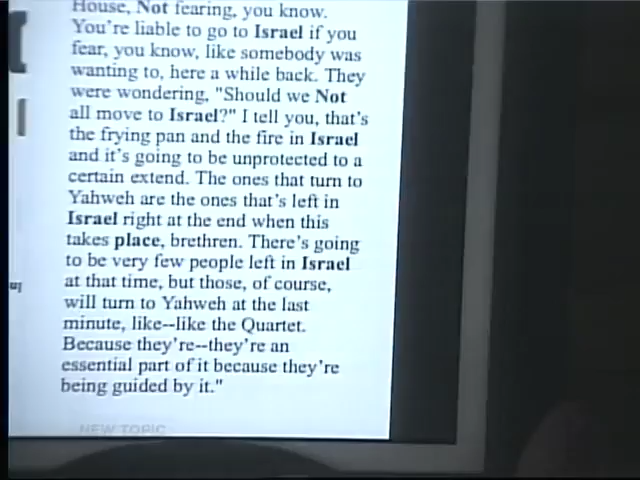 House, Not fearing, you know.
You're liable to go to Israel if you
fear, you know, like somebody was
wanting to, here a while back. They
were wondering, "Should we Not
all move to Israel?" I tell you, that's
the frying pan and the fire in Israel
and it's going to be unprotected to a
certain extend. The ones that turn to
Yahweh are the ones that's left in
Israel right at the end when this
takes place, brethren. There's going
to be very few people left in Israel
at that time, but those, of course,
will turn to Yahweh at the last
minute, like--like the Quartet.
Because they're--they're an
essential part of it because they're
being guided by it."
NEW TOPIC